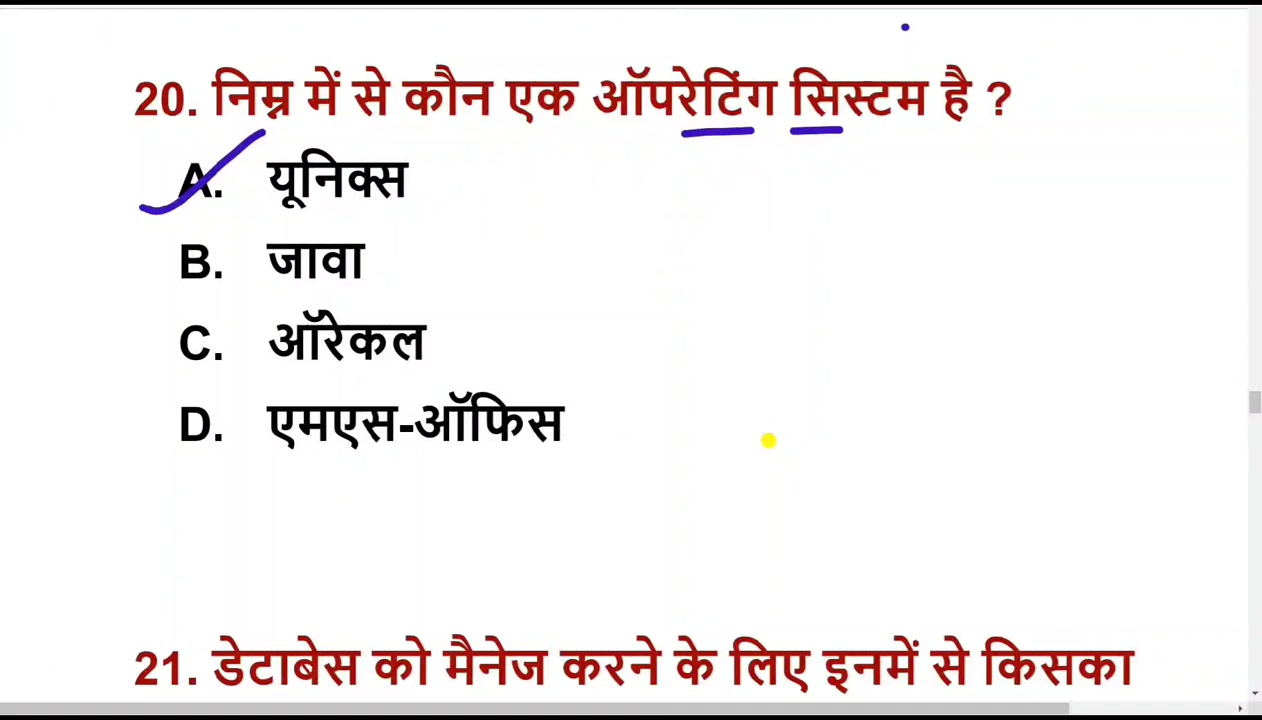 20. निम्न में से कौन एक ऑपरेटिंग सिस्टम है ?
A. यूनिक्स
B. जावा
C. ऑरेकल
D. एमएस-ऑफिस
21. डेटाबेस को मैनेज करने के लिए इनमें से किसका